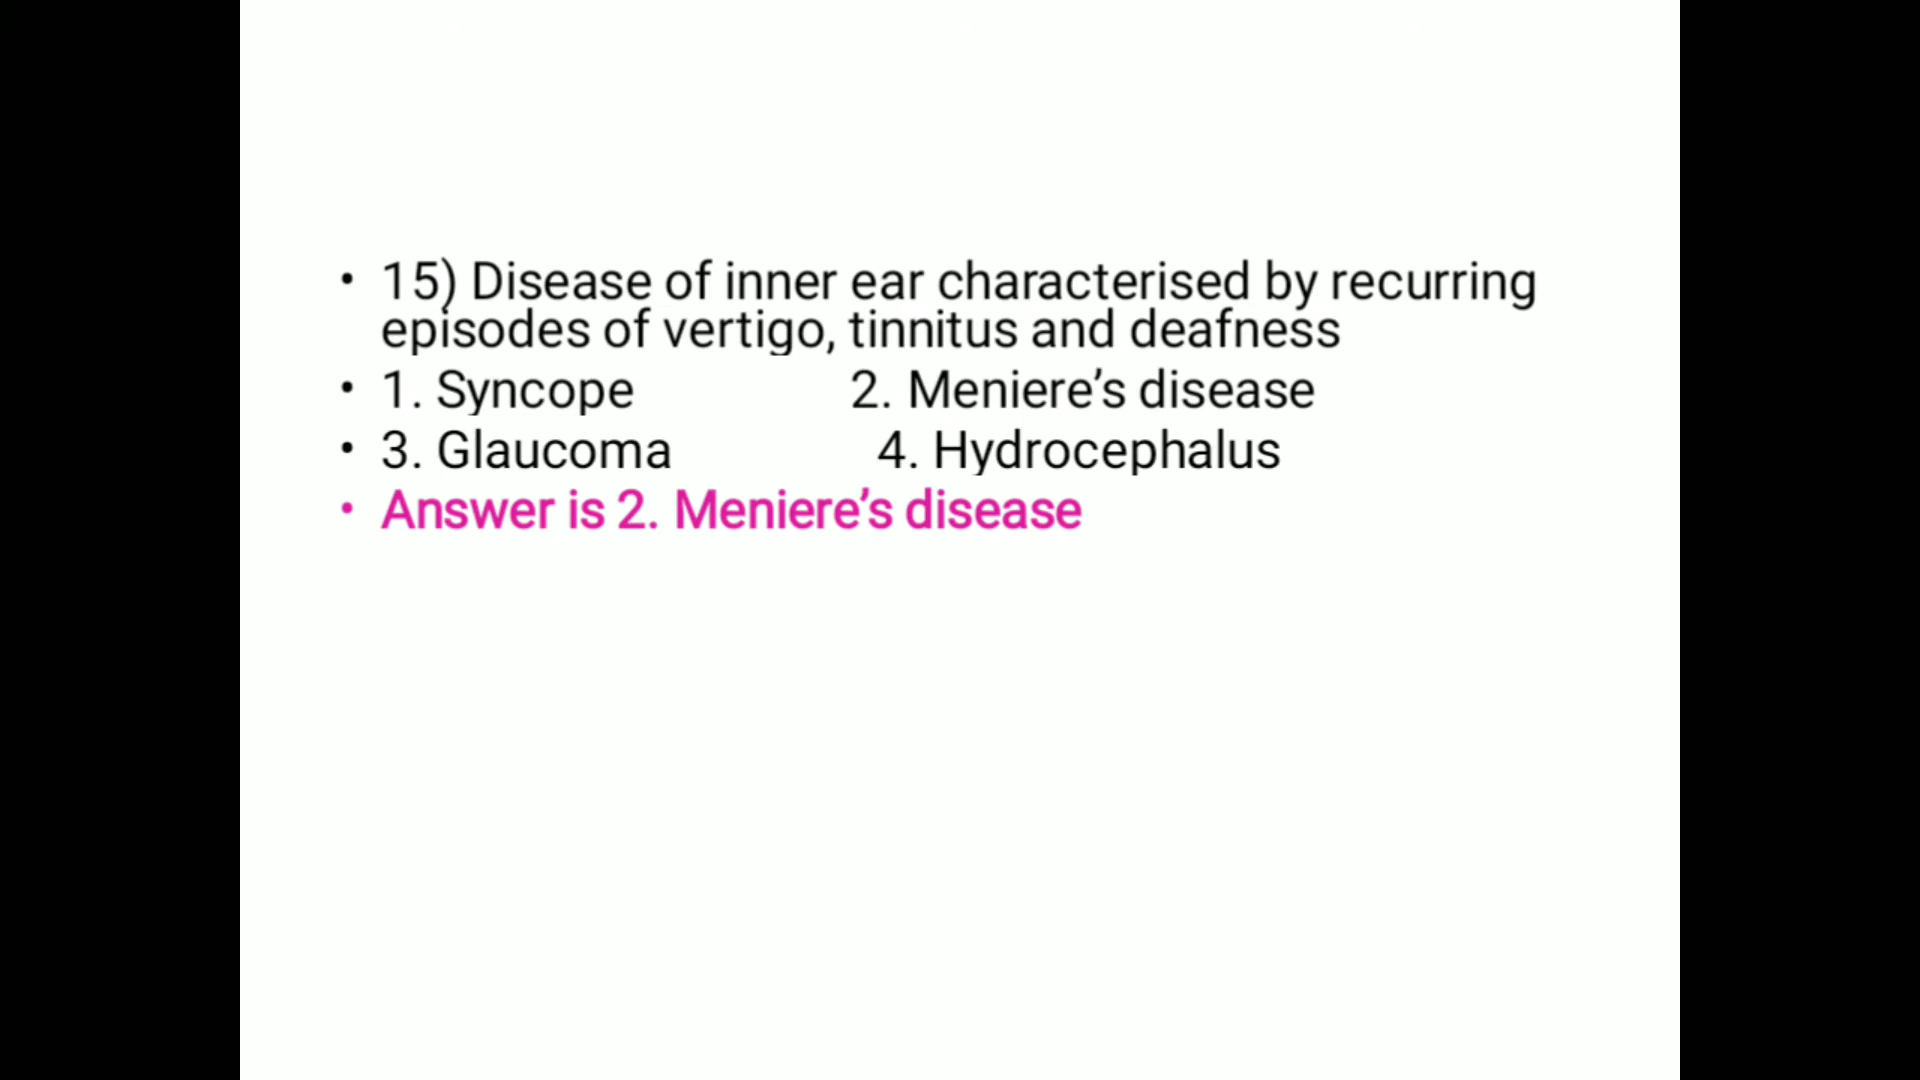 • 15) Disease of inner ear characterised by recurring
episodes of vertigo, tinnitus and deafness
• 1. Syncope 2. Meniere’s disease
• 3. Glaucoma 4. Hydrocephalus
• Answer is 2. Meniere’s disease